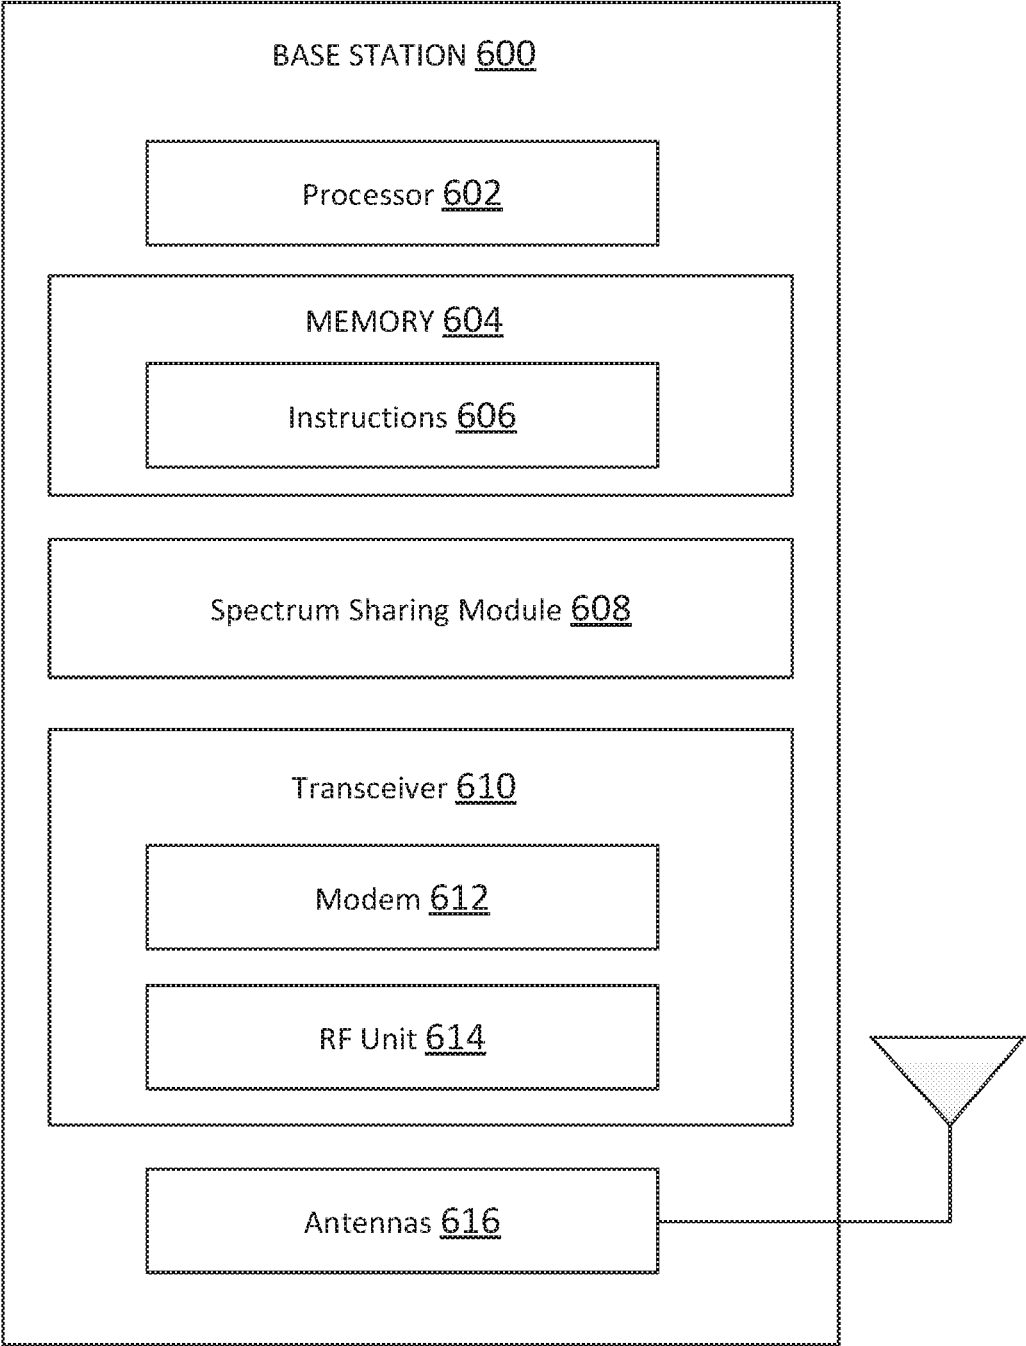 BASE STATION 600
Processor 602
MEMORY 604
Instructions 606
Spectrum Sharing Module 608
Transceiver 610
Modem 612
RF Unit 614
Antennas 616